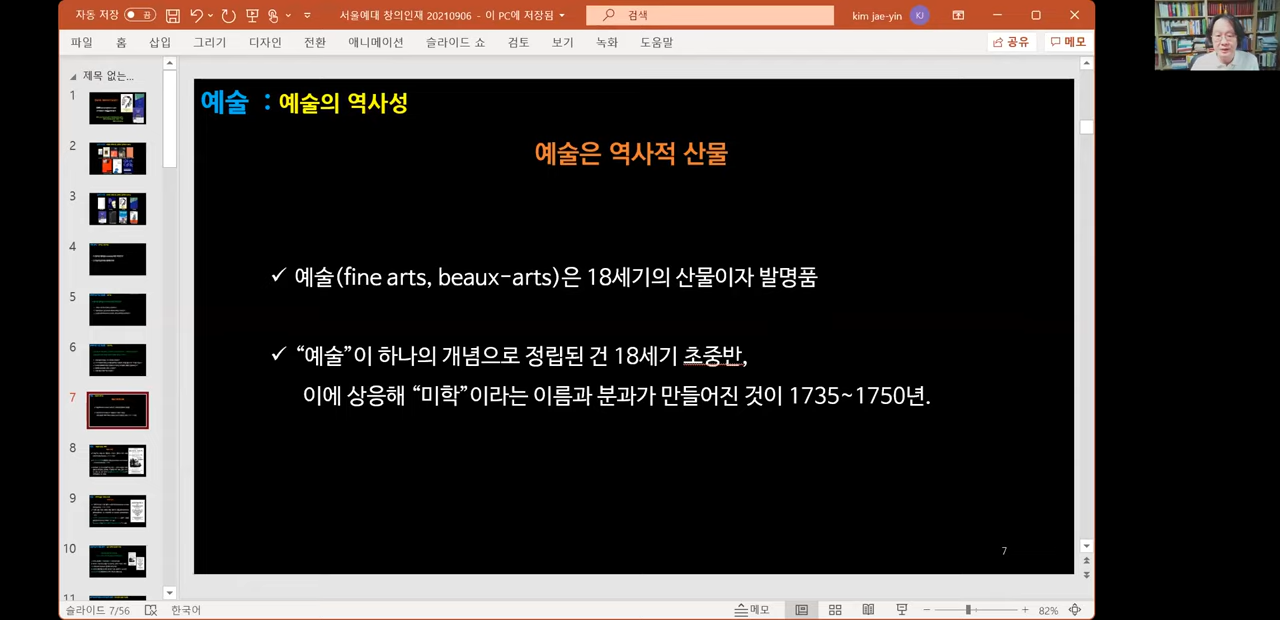 자동 저장 끔 서울예대 창의인재 20210906 - 이 PC에 저장됨 검색 kim jae-yin KJ
파일 홈 삽입 그리기 디자인 전환 애니메이션 슬라이드 쇼 검토 보기 녹화 도움말 공유 메모
제목 없는...
1
2
3
4
5
6
7
8
9
10
11
예술 : 예술의 역사성
예술은 역사적 산물
✓ 예술(fine arts, beaux-arts)은 18세기의 산물이자 발명품
✓ “예술”이 하나의 개념으로 정립된 건 18세기 초중반,
이에 상응해 “미학”이라는 이름과 분과가 만들어진 것이 1735~1750년.
7
슬라이드 7/56 한국어 메모 82%